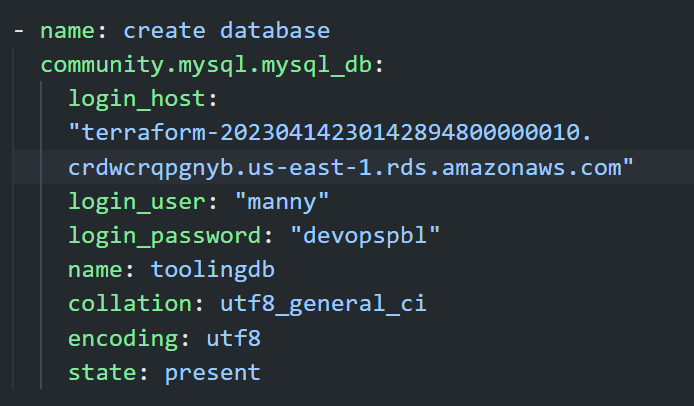 - name: create database
community.mysql.mysql_db:
login_host:
"terraform-20230414230142894800000010.
crdwcrqpgnyb.us-east-1.rds.amazonaws.com"
login_user: "manny"
login_password: "devopspbl"
name: toolingdb
collation: utf8_general_ci
encoding: utf8
state: present